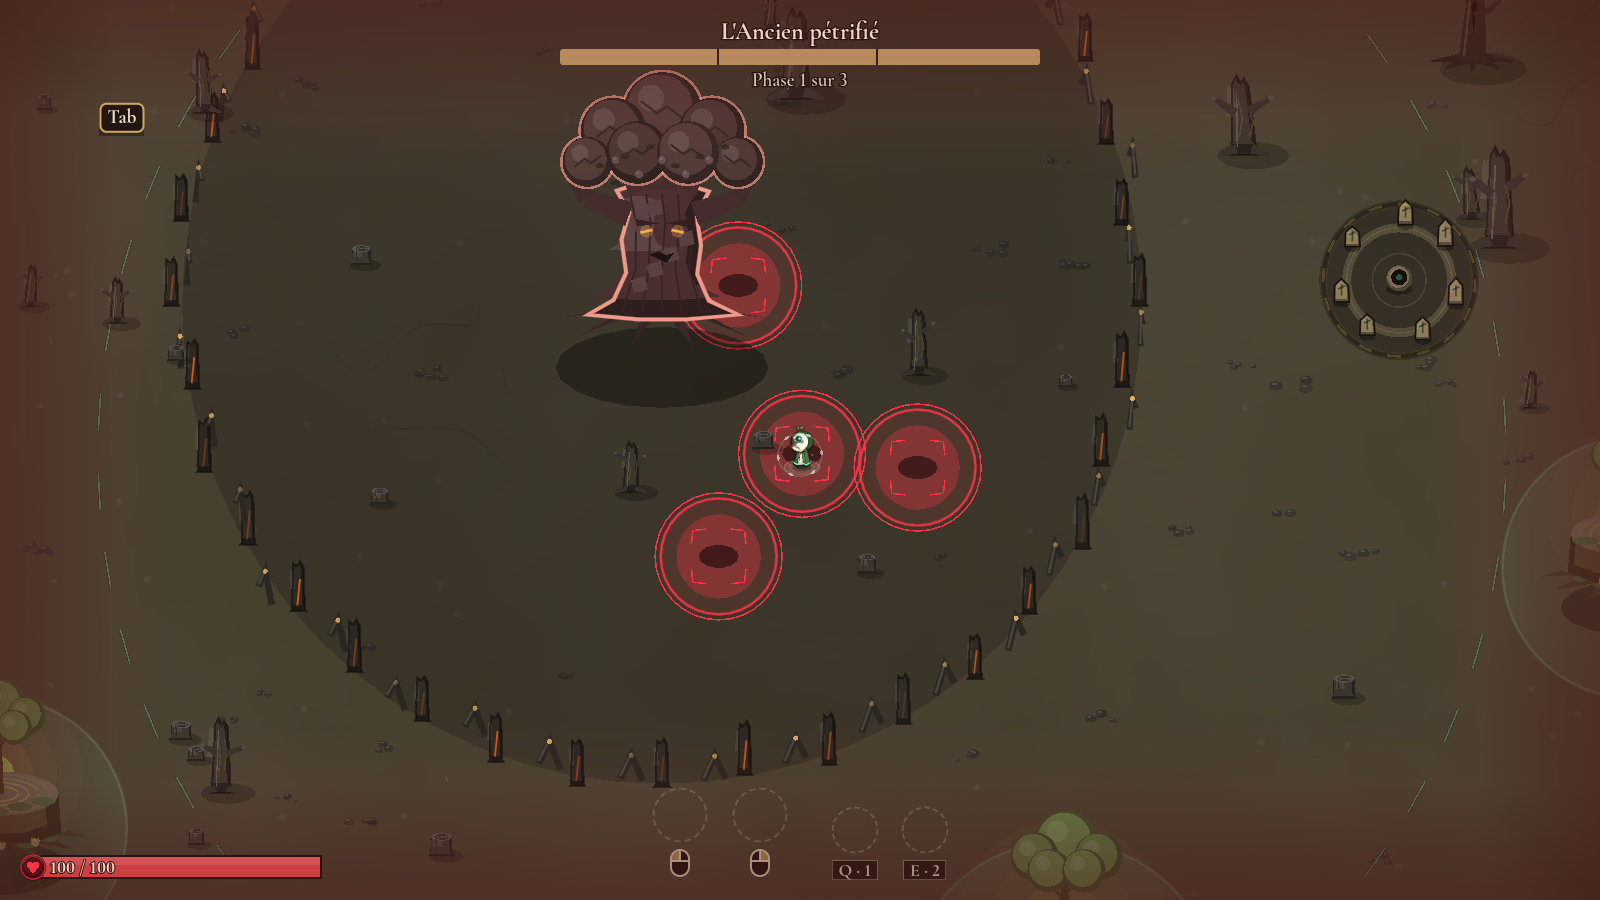 L'Ancien pétrifié
Phase 1 sur 3
Tab
100 / 100
Q · 1
E · 2